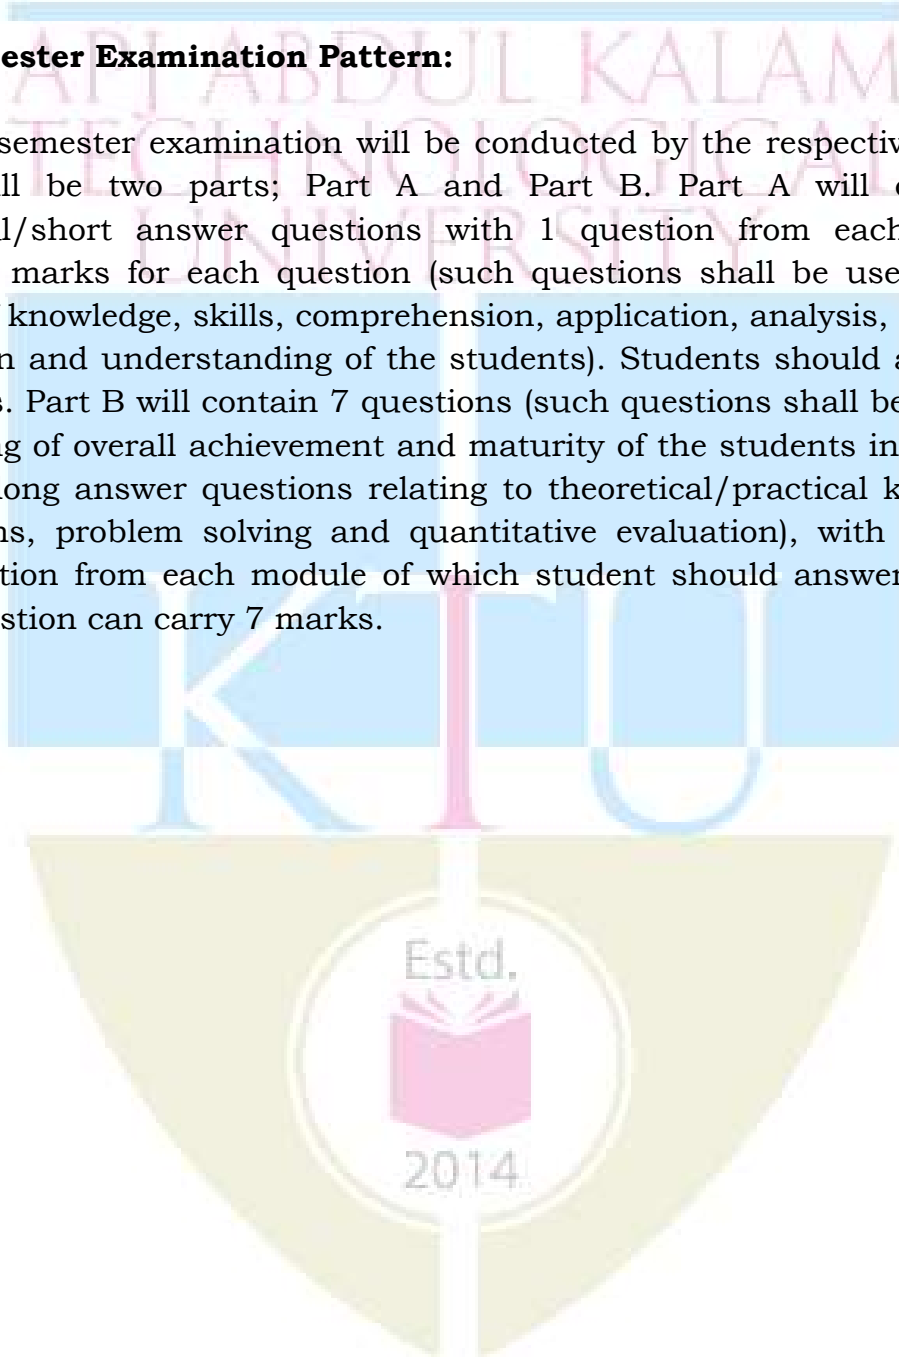 ester Examination Pattern:
API ABDUL KALAM
TECHNOLOGICAL
UNIVERSITY
semester examination will be conducted by the respectiv
ll be two parts; Part A and Part B. Part A will
l/short answer questions with 1 question from each
marks for each question (such questions shall be use
knowledge, skills, comprehension, application, analysis,
n and understanding of the students). Students should a
s. Part B will contain 7 questions (such questions shall be
g of overall achievement and maturity of the students in
long answer questions relating to theoretical/practical k
ns, problem solving and quantitative evaluation), with
tion from each module of which student should answer
stion can carry 7 marks.
KTU
Estd.
2014